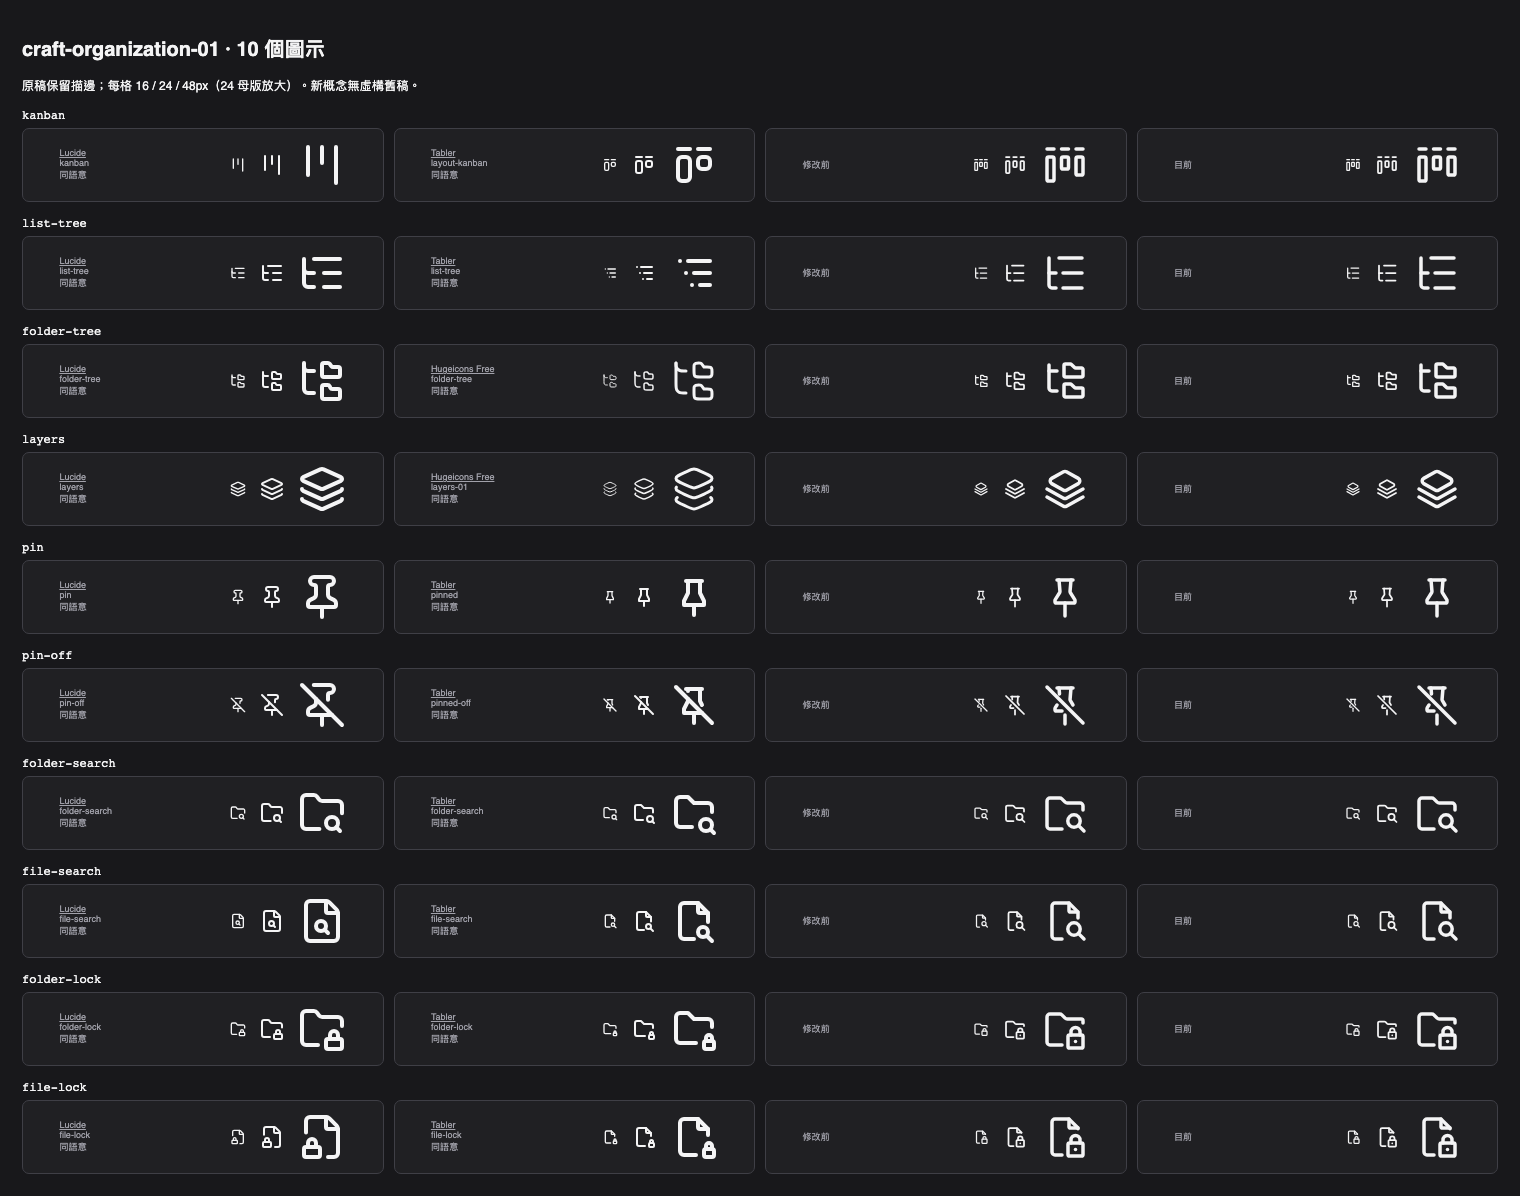 craft-organization-01 · 10 個圖示
原稿保留描邊；每格 16 / 24 / 48px（24 母版放大）。新概念無虛構舊稿。
kanban
Lucide
kanban
同語意
Tabler
layout-kanban
同語意
修改前
目前
list-tree
Lucide
list-tree
同語意
Tabler
list-tree
同語意
修改前
目前
folder-tree
Lucide
folder-tree
同語意
Hugeicons Free
folder-tree
同語意
修改前
目前
layers
Lucide
layers
同語意
Hugeicons Free
layers-01
同語意
修改前
目前
pin
Lucide
pin
同語意
Tabler
pinned
同語意
修改前
目前
pin-off
Lucide
pin-off
同語意
Tabler
pinned-off
同語意
修改前
目前
folder-search
Lucide
folder-search
同語意
Tabler
folder-search
同語意
修改前
目前
file-search
Lucide
file-search
同語意
Tabler
file-search
同語意
修改前
目前
folder-lock
Lucide
folder-lock
同語意
Tabler
folder-lock
同語意
修改前
目前
file-lock
Lucide
file-lock
同語意
Tabler
file-lock
同語意
修改前
目前